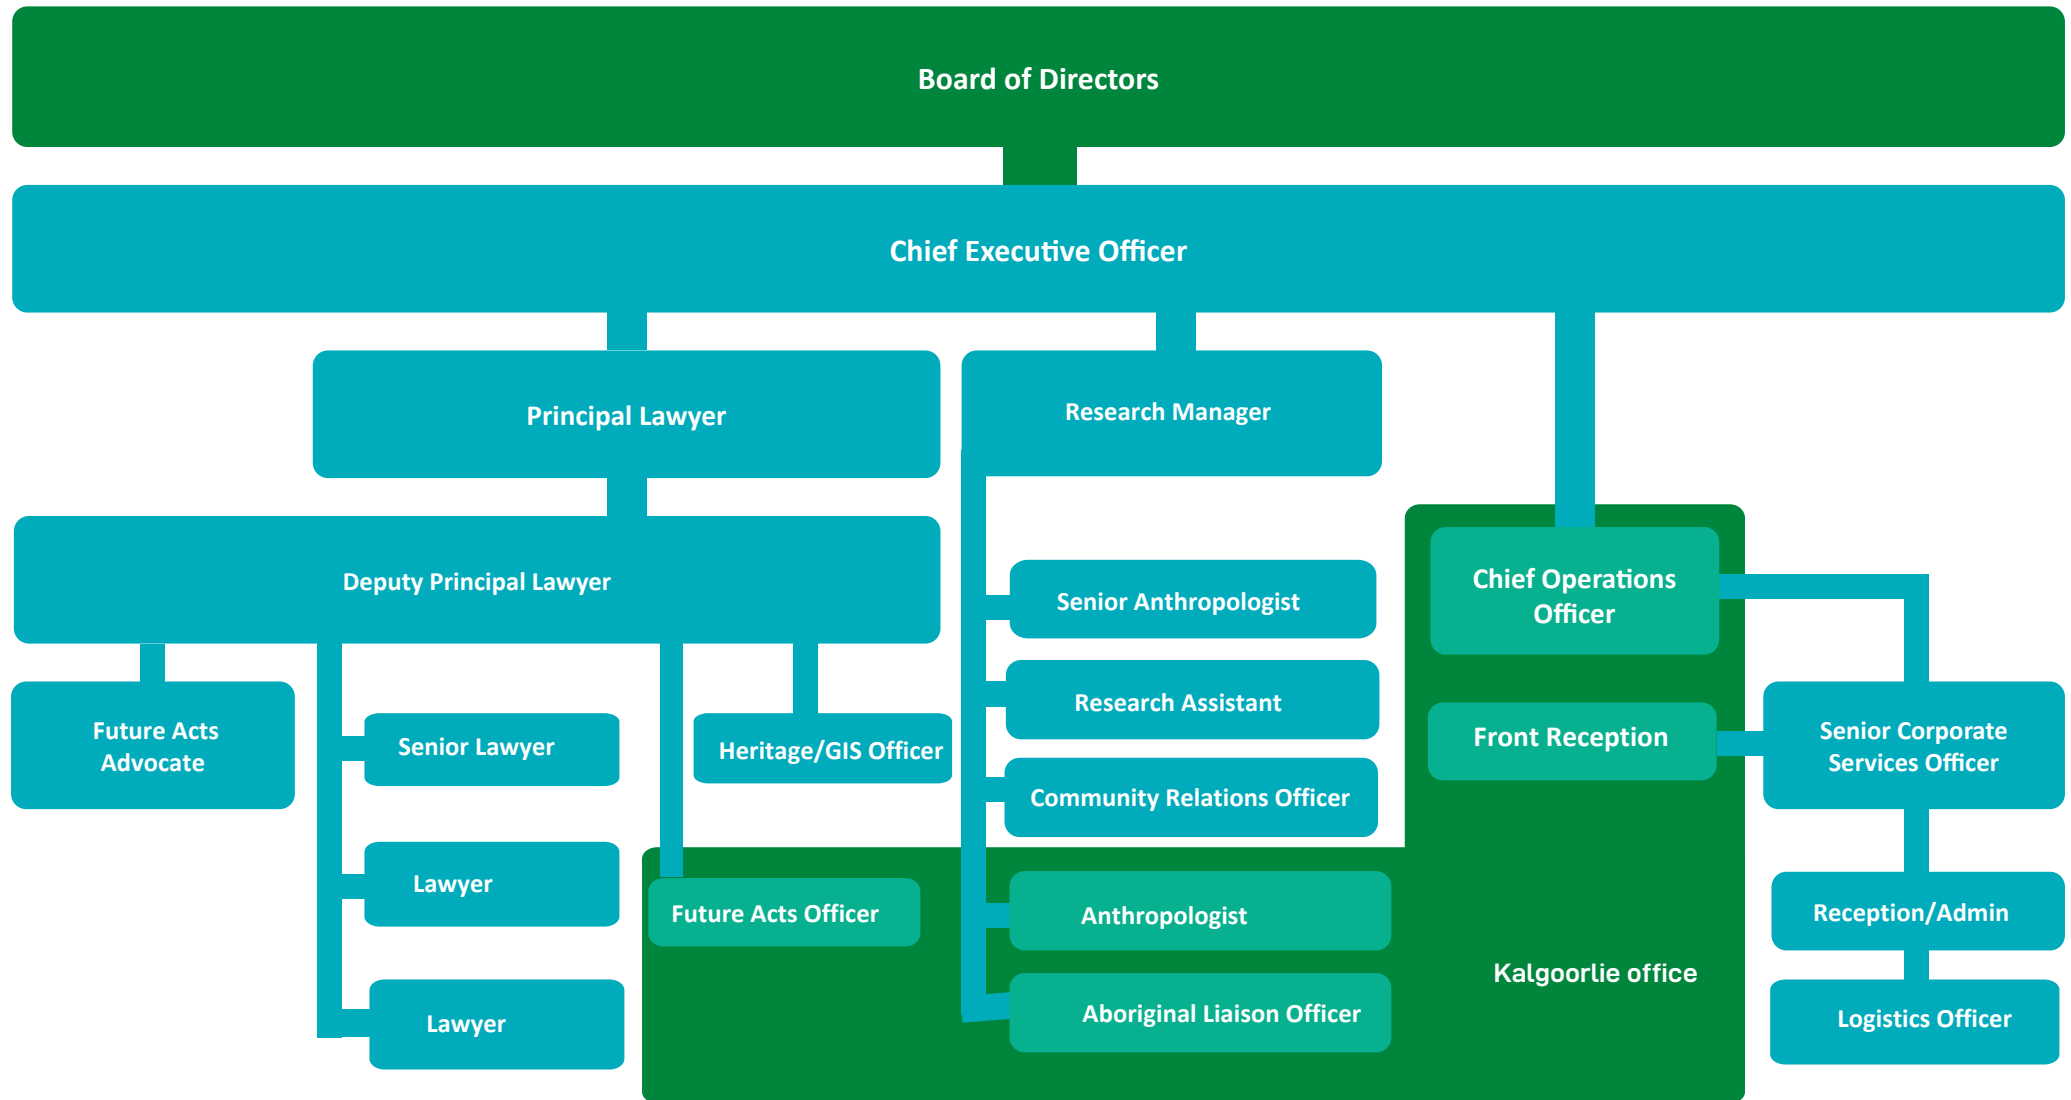 Board of Directors
Chief Executive Officer
Principal Lawyer
Research Manager
Deputy Principal Lawyer
Chief Operations
Officer
Senior Anthropologist
Research Assistant
Future Acts
Advocate
Senior Lawyer
Heritage/GIS Officer
Front Reception
Senior Corporate
Services Officer
Community Relations Officer
Lawyer
Future Acts Officer
Anthropologist
Reception/Admin
Kalgoorlie office
Lawyer
Aboriginal Liaison Officer
Logistics Officer